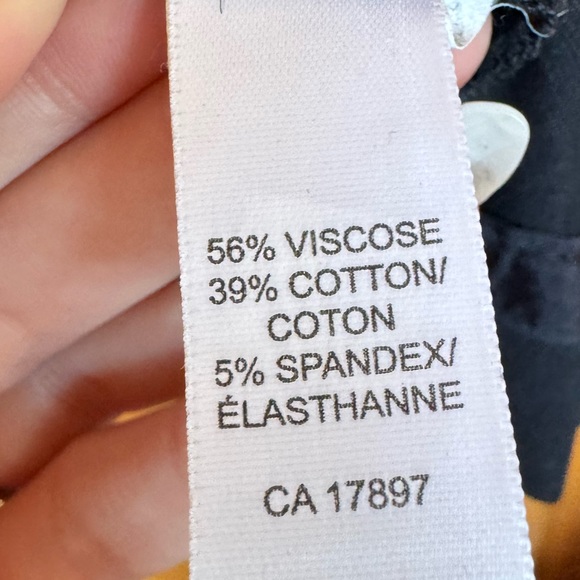 56% VISCOSE
39% COTTON/
COTON
5% SPANDEX/
ÉLASTHANNE
CA 17897